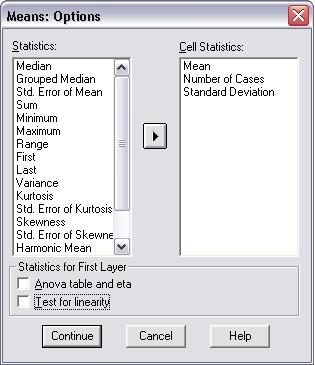 Means: Options
Statistics:
Median
Grouped Median
Std. Error of Mean
Sum
Minimum
Maximum
Range
First
Last
Variance
Kurtosis
Std. Error of Kurtosis
Skewness
Std. Error of Skewne
Harmonic Mean
Cell Statistics:
Mean
Number of Cases
Standard Deviation
Statistics for First Layer
Anova table and eta
Test for linearity
Continue
Cancel
Help